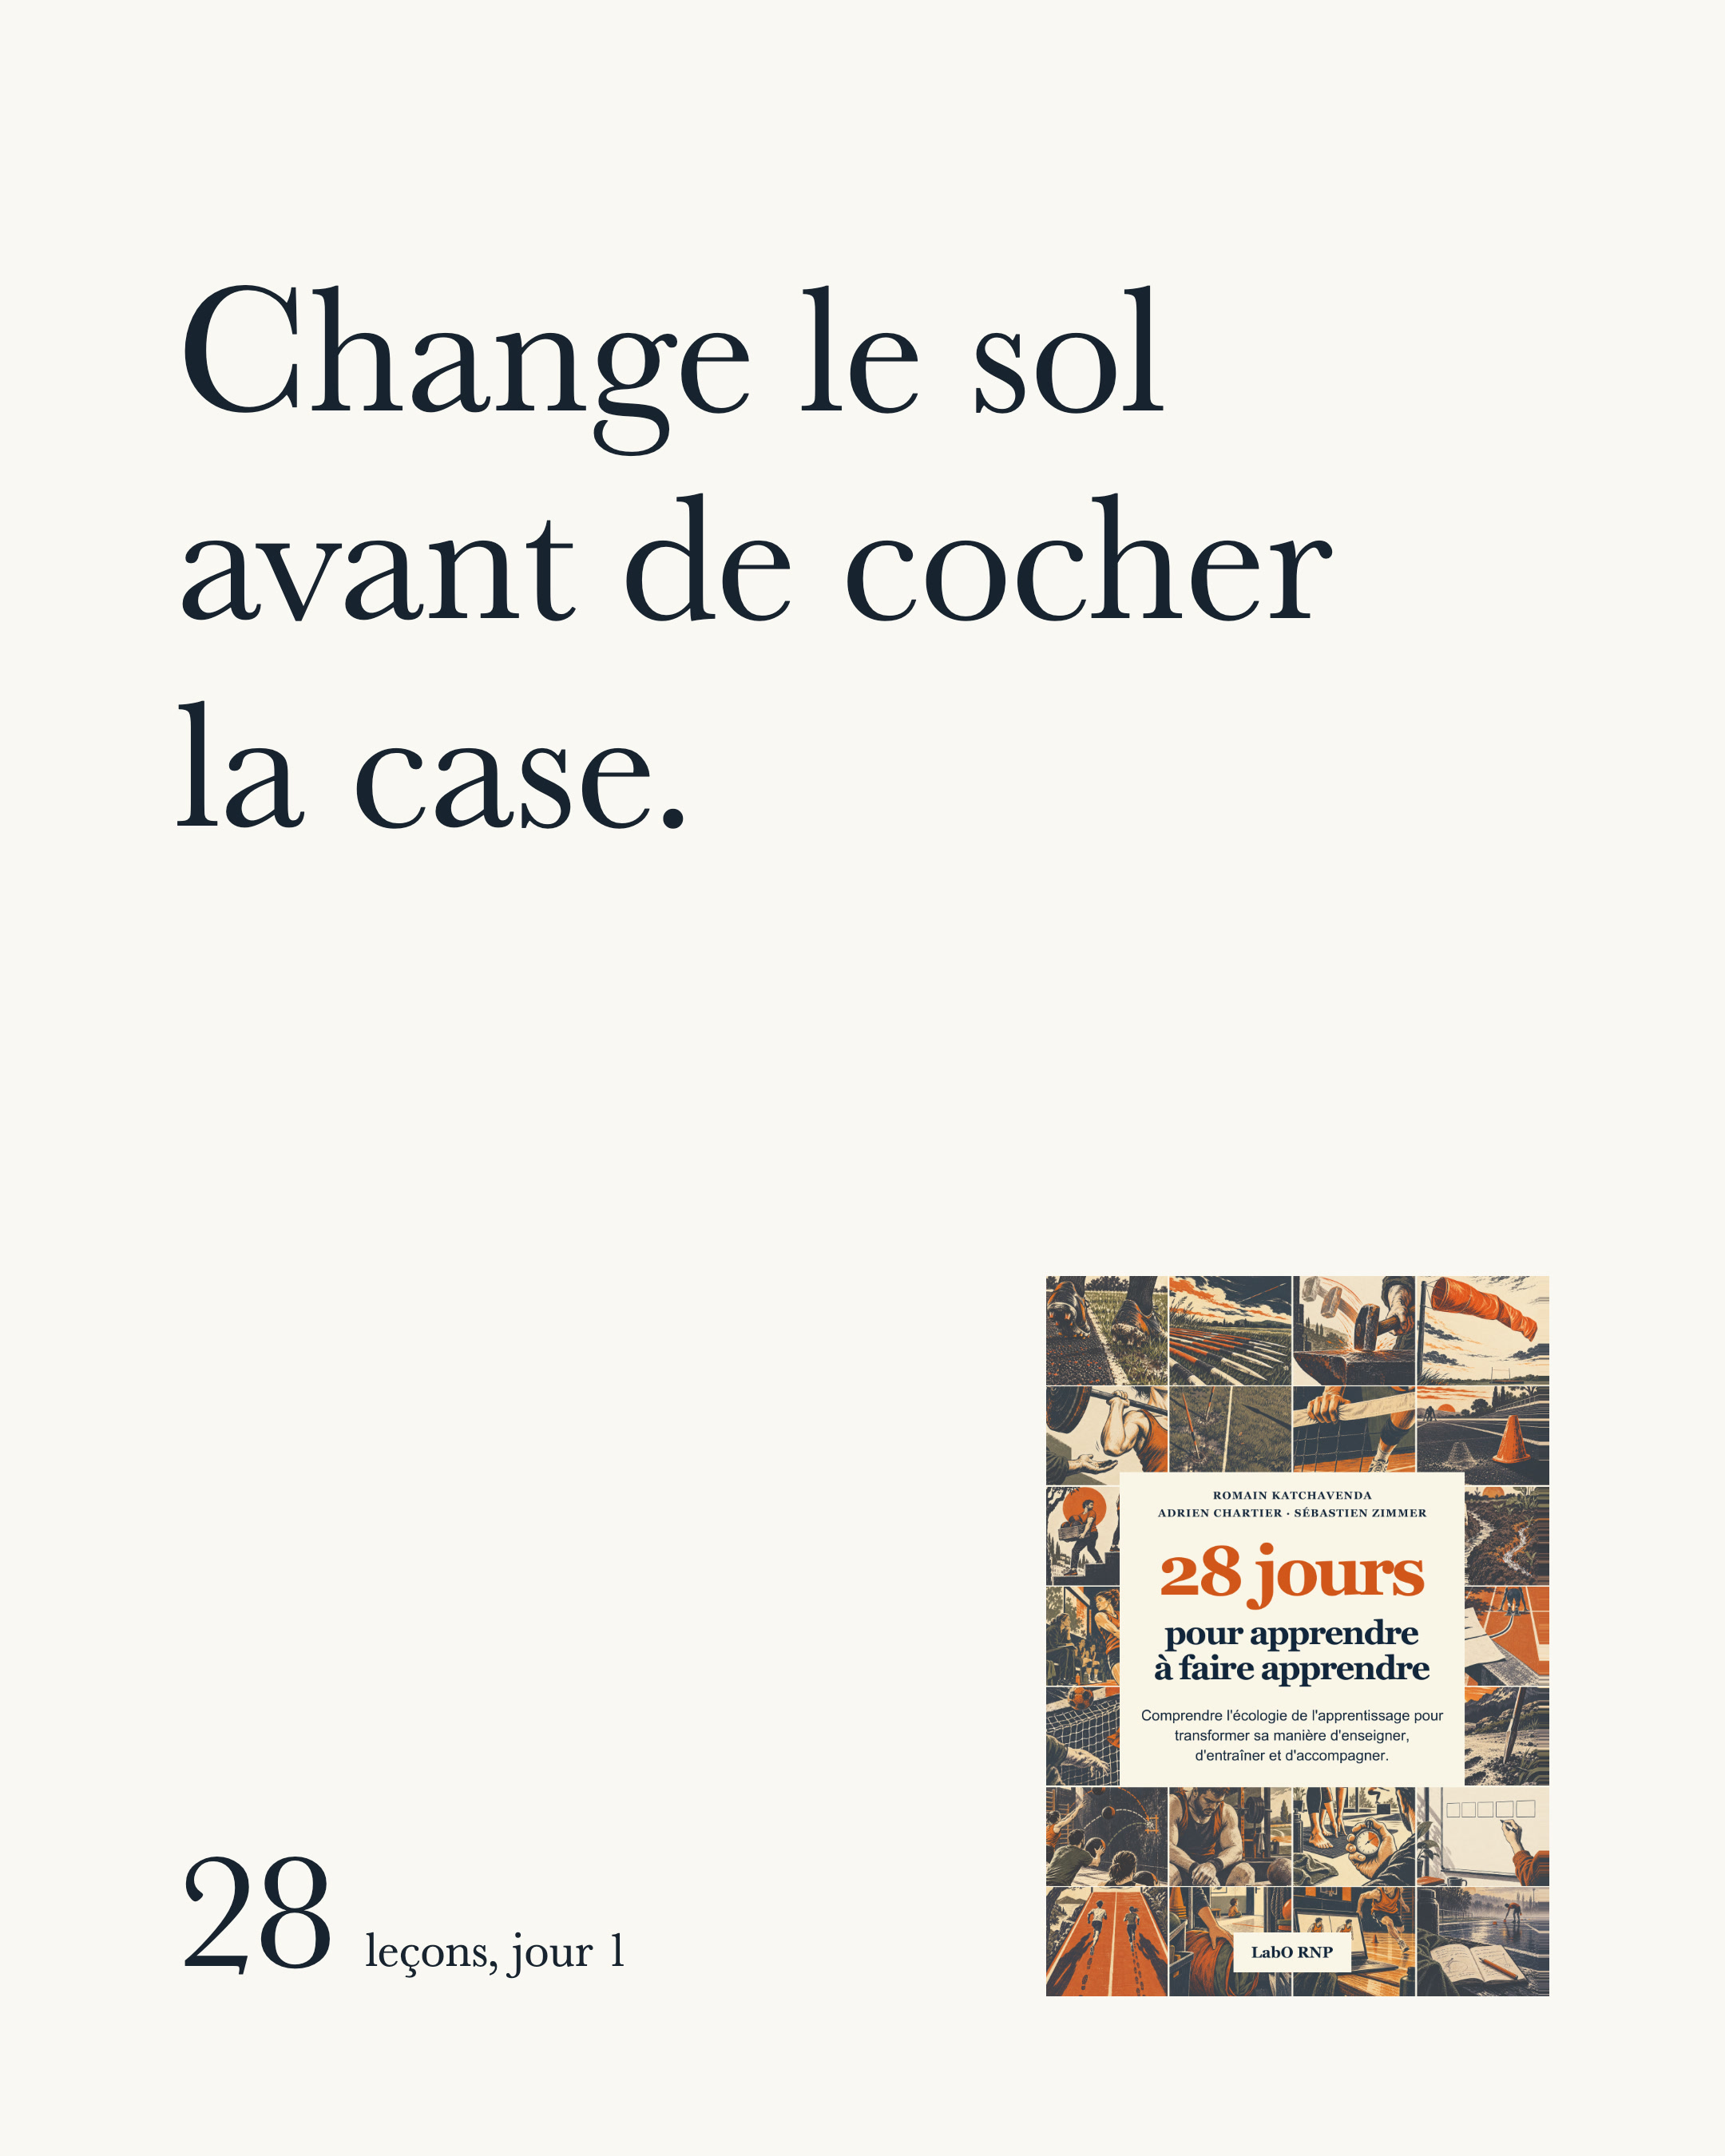 Change le sol
avant de cocher
la case.
ROMAIN KATCHAVENDA
ADRIEN CHARTIER · SÉBASTIEN ZIMMER
28 jours
pour apprendre
à faire apprendre
Comprendre l'écologie de l'apprentissage pour
transformer sa manière d'enseigner,
d'entraîner et d'accompagner.
LabO RNP
28 leçons, jour 1